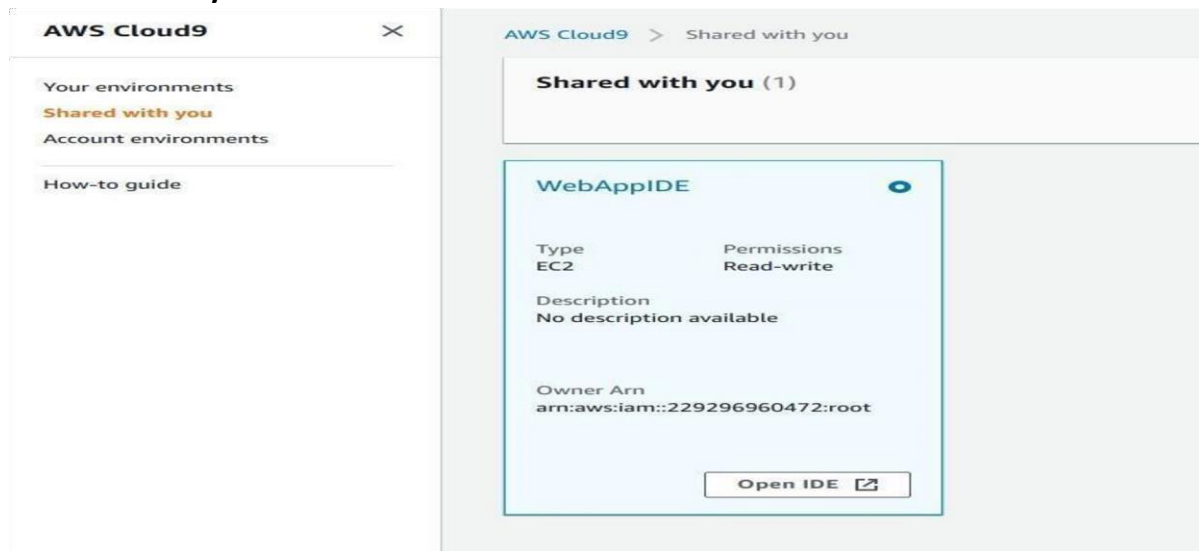 AWS Cloud9
Your environments
Shared with you
Account environments
How-to guide
AWS Cloud9 > Shared with you
Shared with you (1)
WebAppIDE
Type Permissions
EC2 Read-write
Description
No description available
Owner Arn
arn:aws:iam::229296960472:root
Open IDE